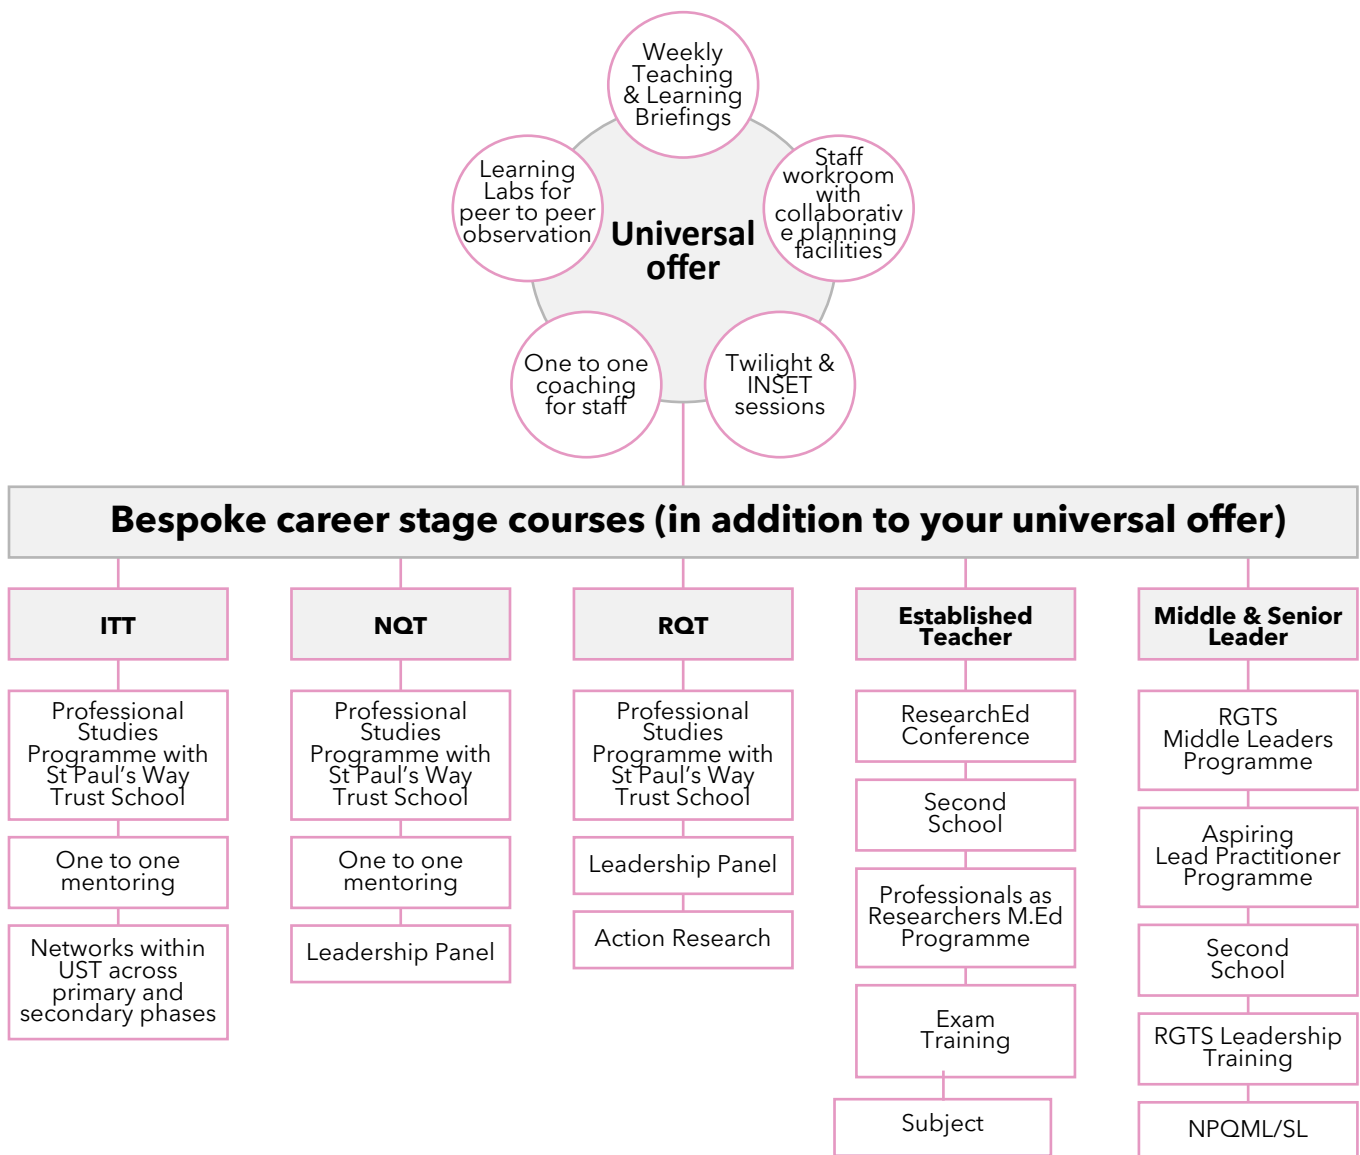 Weekly
Teaching
& Learning
Briefings
Learning
Labs for
peer to peer
observation
Staff
workroom
with
collaborativ
e planning
facilities
Universal
offer
One to one
coaching
for staff
Twilight &
INSET
sessions
Bespoke career stage courses (in addition to your universal offer)
ITT
Professional
Studies
Programme with
St Paul's Way
Trust School
One to one
mentoring
Networks within
UST across
primary and
secondary phases
NQT
Professional
Studies
Programme with
St Paul's Way
Trust School
One to one
mentoring
Leadership Panel
RQT
Professional
Studies
Programme with
St Paul's Way
Trust School
Leadership Panel
Action Research
Established
Teacher
ResearchEd
Conference
Second
School
Professionals as
Researchers M.Ed
Programme
Exam
Training
Subject
Middle & Senior
Leader
RGTS
Middle Leaders
Programme
Aspiring
Lead Practitioner
Programme
Second
School
RGTS Leadership
Training
NPQML/SL